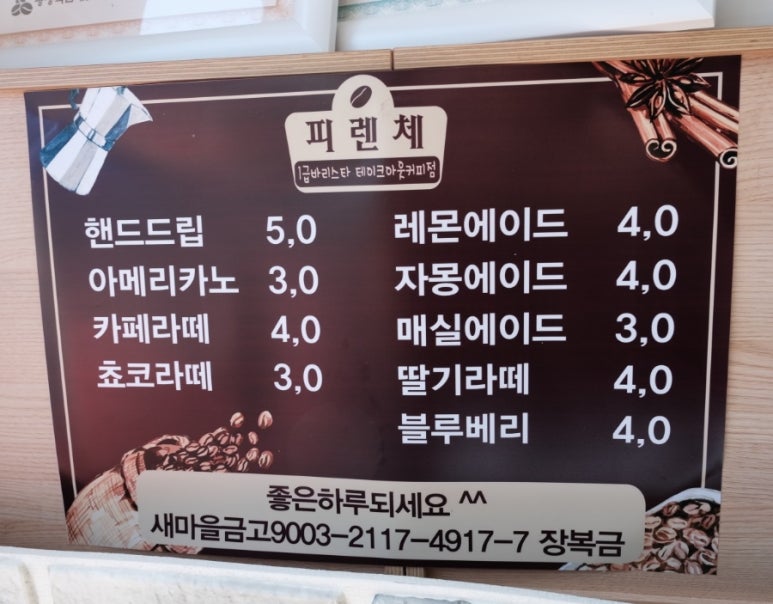 피렌체
1급바리스타 테이크아웃커피점
핸드드립 5,0
아메리카노 3,0
카페라떼 4,0
쵸코라떼 3,0
레몬에이드 4,0
자몽에이드 4,0
매실에이드 3,0
딸기라떼 4,0
블루베리 4,0
좋은하루되세요 ^^
새마을금고9003-2117-4917-7 장복금